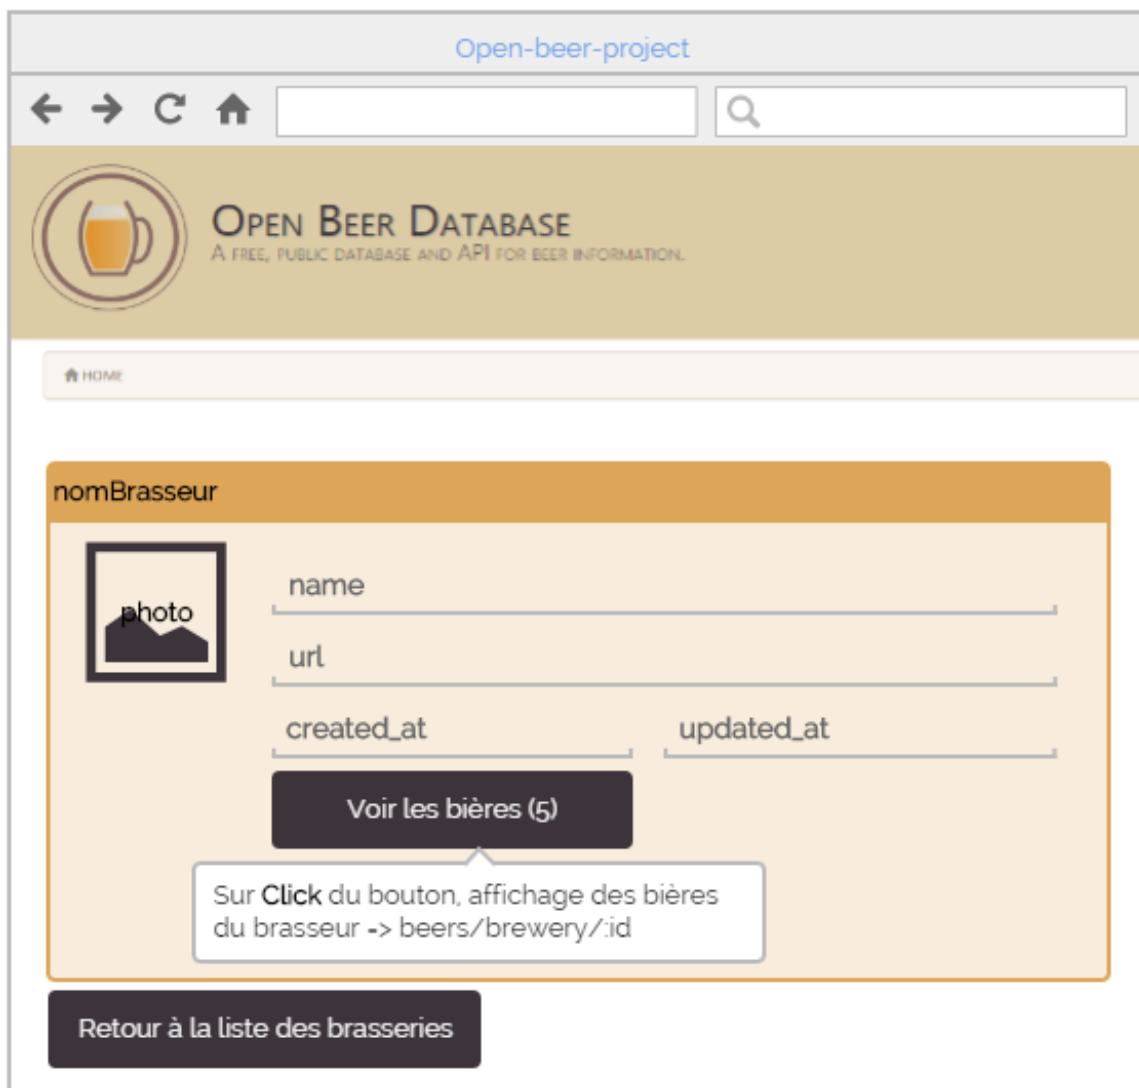 Open-beer-project
OPEN BEER DATABASE
A FREE, PUBLIC DATABASE AND API FOR BEER INFORMATION.
HOME
nomBrasseur
photo
name
url
created_at updated_at
Voir les bières (5)
Sur Click du bouton, affichage des bières
du brasseur => beers/brewery/:id
Retour à la liste des brasseries